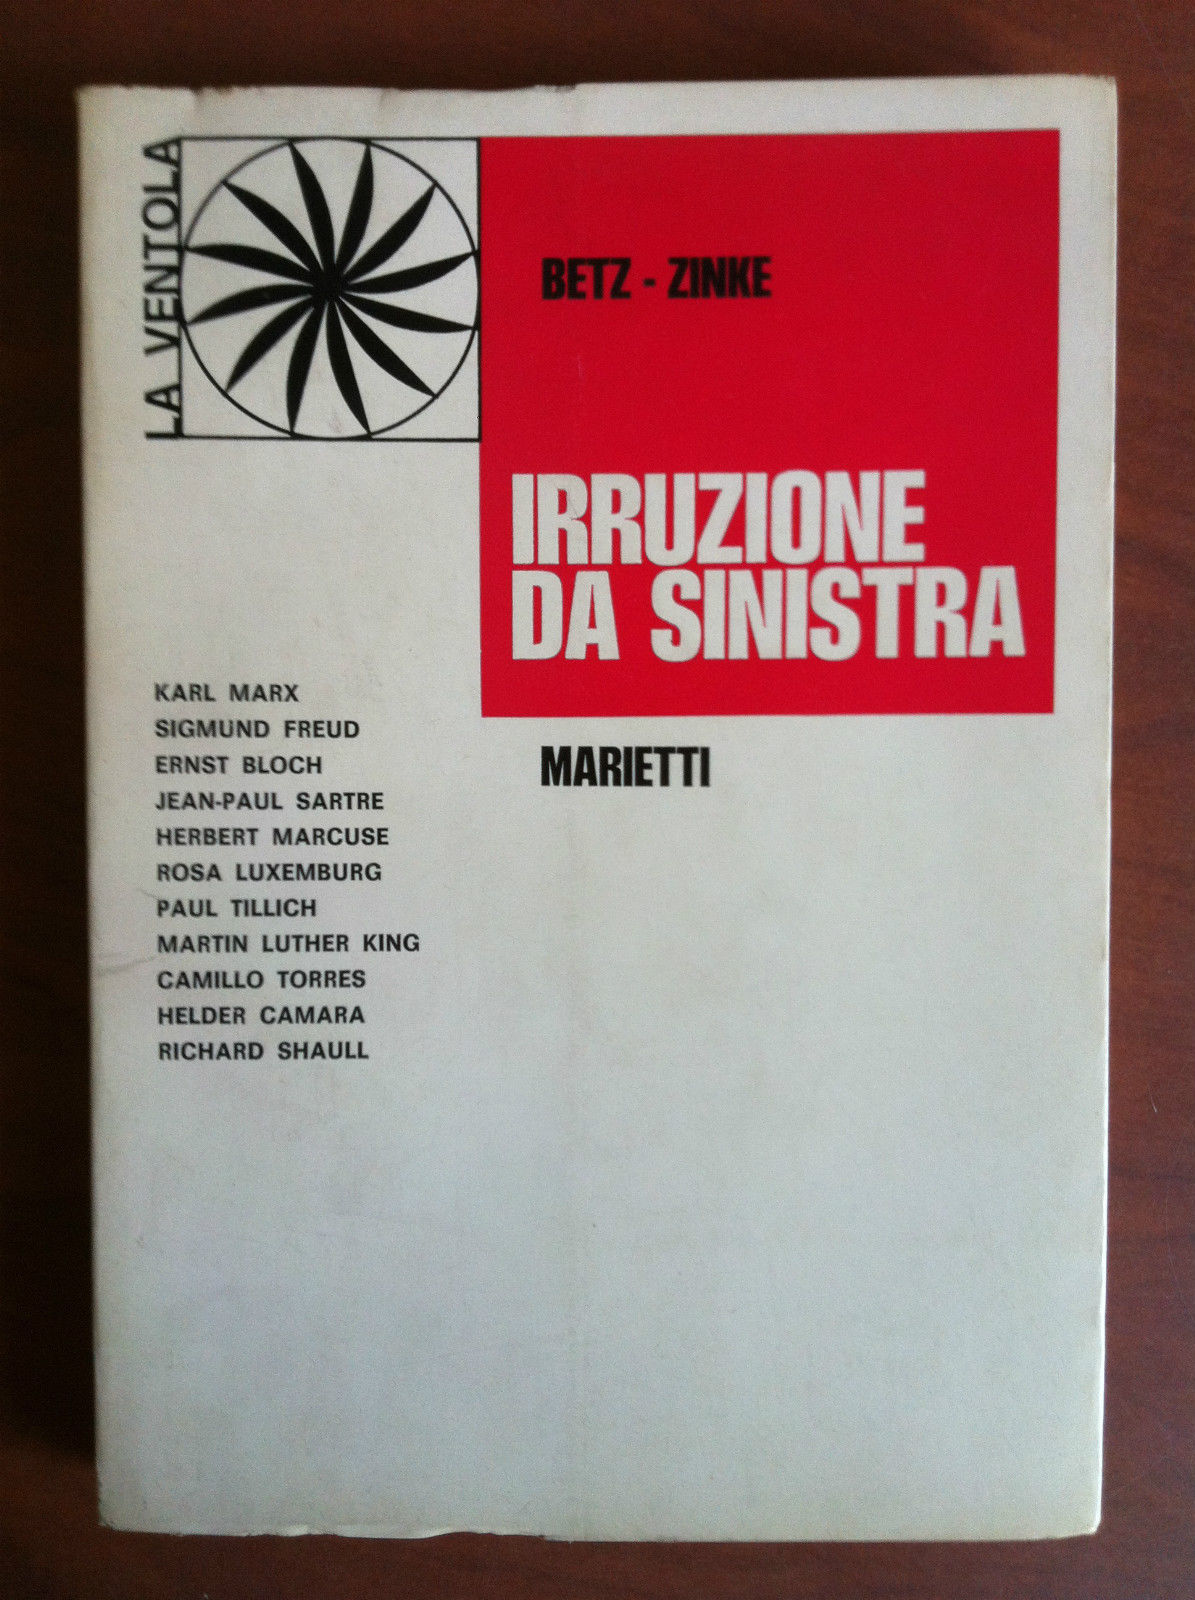 LA VENTOLA
BETZ - ZINKE
IRRUZIONE
DA SINISTRA
MARIETTI
KARL MARX
SIGMUND FREUD
ERNST BLOCH
JEAN-PAUL SARTRE
HERBERT MARCUSE
ROSA LUXEMBURG
PAUL TILLICH
MARTIN LUTHER KING
CAMILLO TORRES
HELDER CAMARA
RICHARD SHAULL